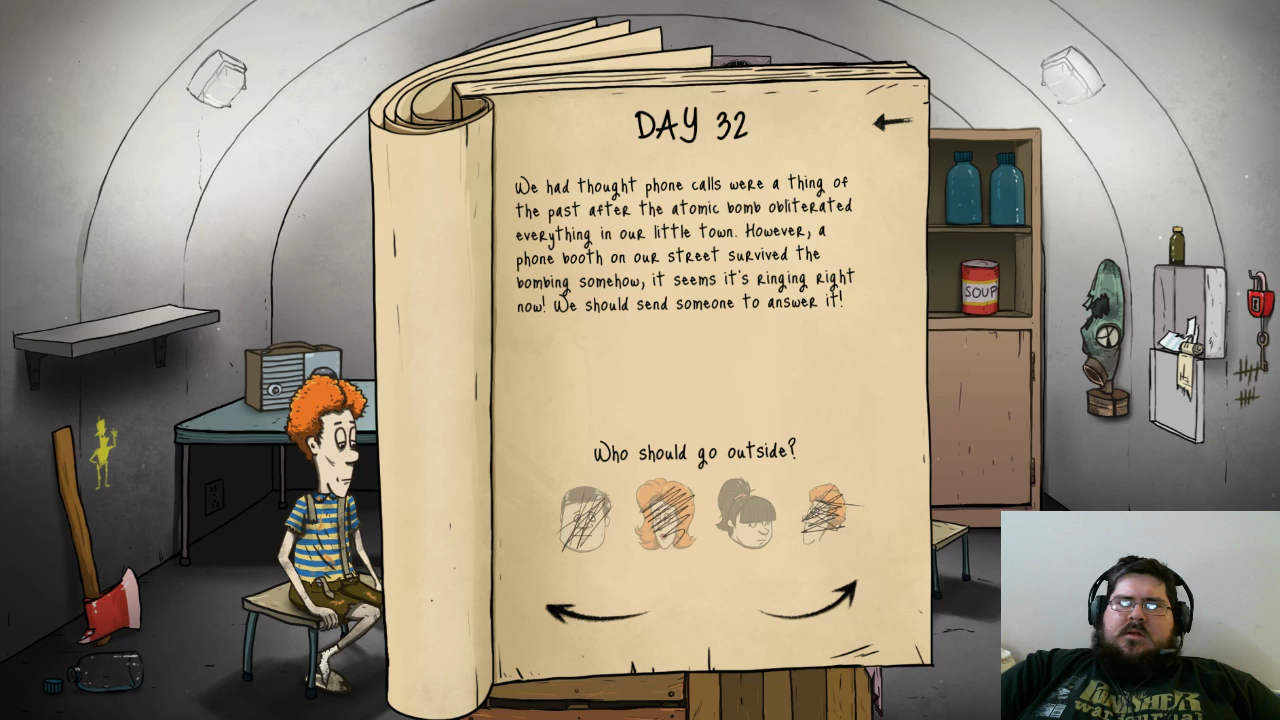 DAY 32
We had thought phone calls were a thing of
the past after the atomic bomb obliterated
everything in our little town. However, a
phone booth on our street survived the
bombing somehow, it seems it's ringing right
now! We should send someone to answer it!
SOUP
Who should go outside?
PUNISHER